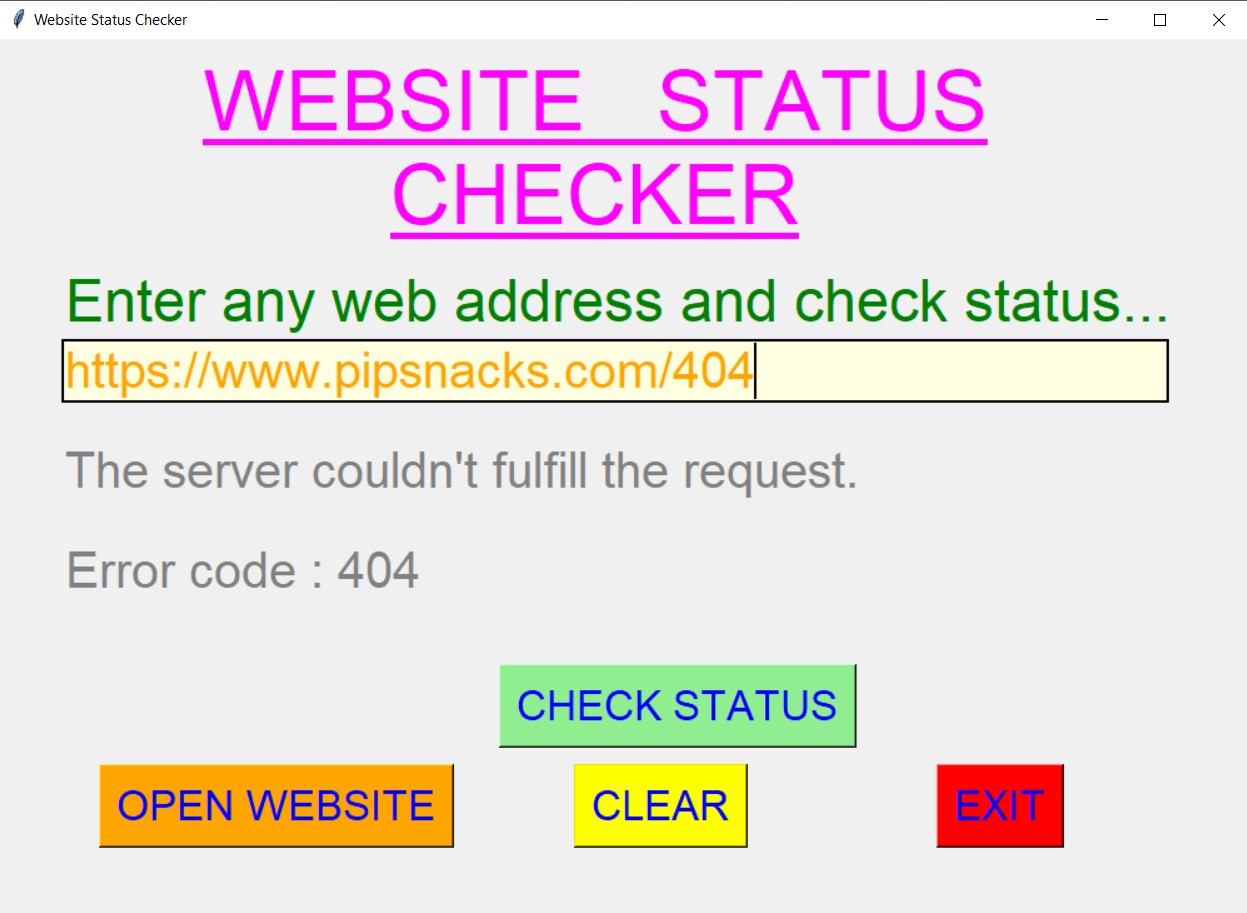 Website Status Checker
WEBSITE STATUS
CHECKER
Enter any web address and check status...
https://www.pipsnacks.com/404
The server couldn't fulfill the request.
Error code : 404
CHECK STATUS
OPEN WEBSITE
CLEAR
EXIT